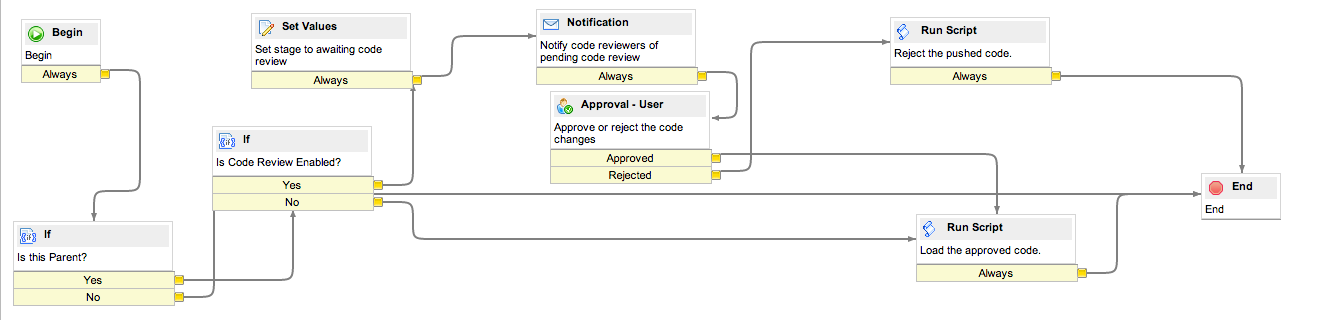 Begin
Begin
Always
Set Values
Set stage to awaiting code
review
Always
Notification
Notify code reviewers of
pending code review
Always
Run Script
Reject the pushed code.
Always
Approval - User
Approve or reject the code
changes
Approved
Rejected
If
Is Code Review Enabled?
Yes
No
End
End
If
Is this Parent?
Yes
No
Run Script
Load the approved code.
Always